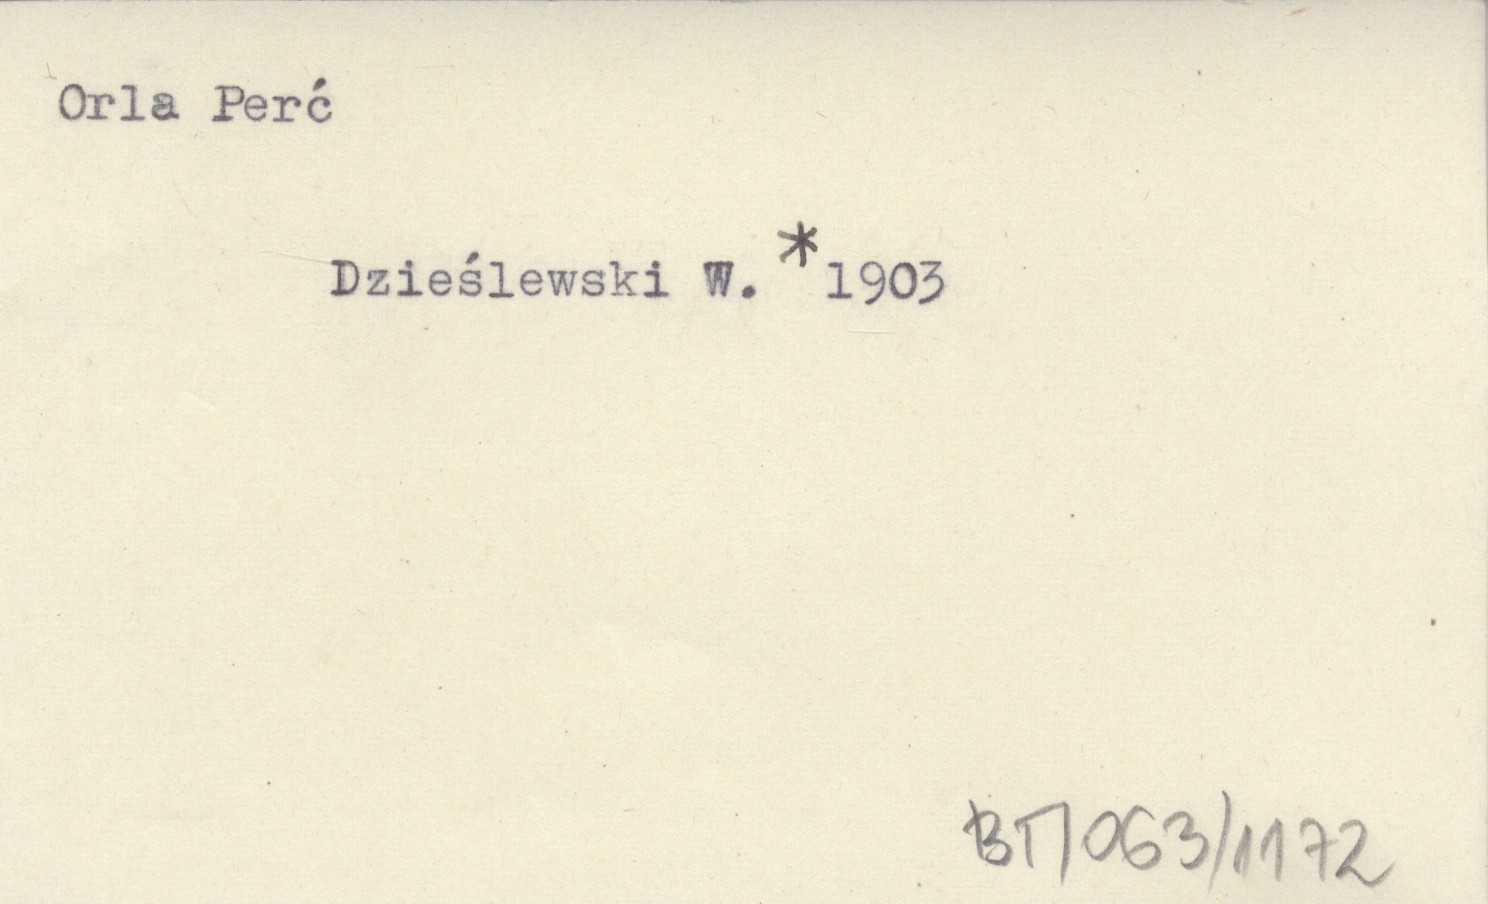 Orla Perć
Dzieślewski W. * 1903
BT/063/1172